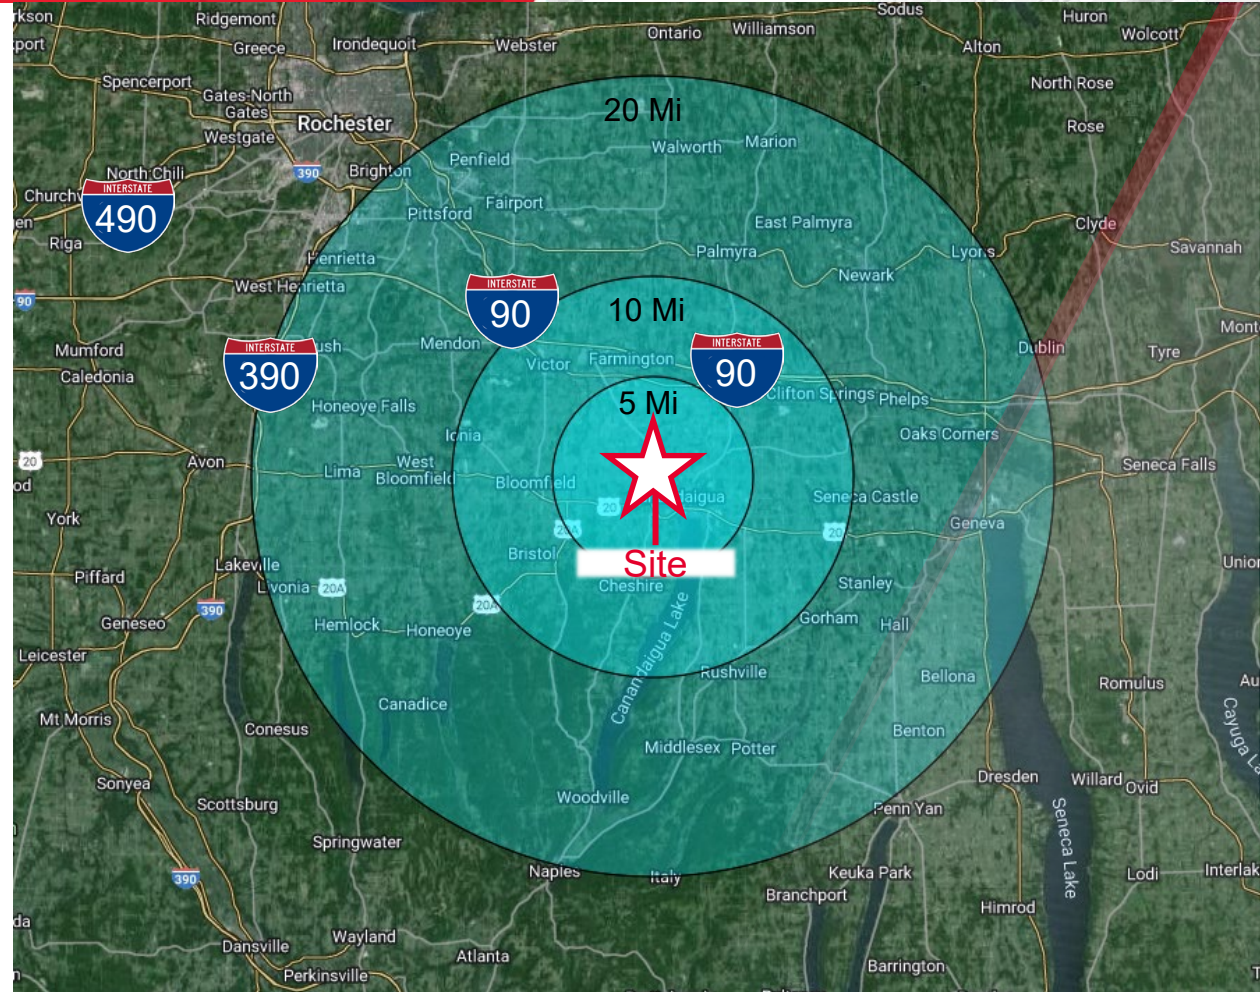 Sodus
Huron
Ridgemont
Williamson
Ontario
Wolcott
Greece
Irondequoit
Webster
Alton
Spencerport
North Rose
Gates-North
Gates
20 Mi
Rochester
Rose
Westgate
Marion
Walworth
Penfield
North Chili
390
Brighton
INTERSTATE
490
Fairport
Pittsford
East Palmyra
Clyde
Riga
Savannah
Palmyra
Lyons
Henrietta
Newark
West Henrietta
INTERSTATE
90
90
10 Mi
Mumford
INTERSTATE
390
Mendon
Victor
Farmington
INTERSTATE
90
Dublin
Tyre
Caledonia
Clifton Springs
Phelps
5 Mi
Honeoye Falls
Ionia
Oaks Corners
20
Avon
Lima
West
Bloomfield
Bloomfield
Seneca Falls
Seneca Castle
20
York
Geneva
20A
20
Bristol
Site
Lakeville
Piffard
Livonia
20A
Cheshire
Stanley
390
20A
Geneseo
Hemlock
Honeoye
Gorham
Hall
Leicester
Canandaigua Lake
Rushville
Bellona
Romulus
Canadice
Mt Morris
Conesus
Benton
Cayuga
Middlesex
Potter
Sonyea
Dresden
Willard
Ovid
Woodville
Scottsburg
Penn Yan
Seneca Lake
Springwater
390
Naples
Italy
Keuka Park
Lodi
Branchport
Himrod
Dansville
Wayland
Atlanta
Barrington
Perkinsville